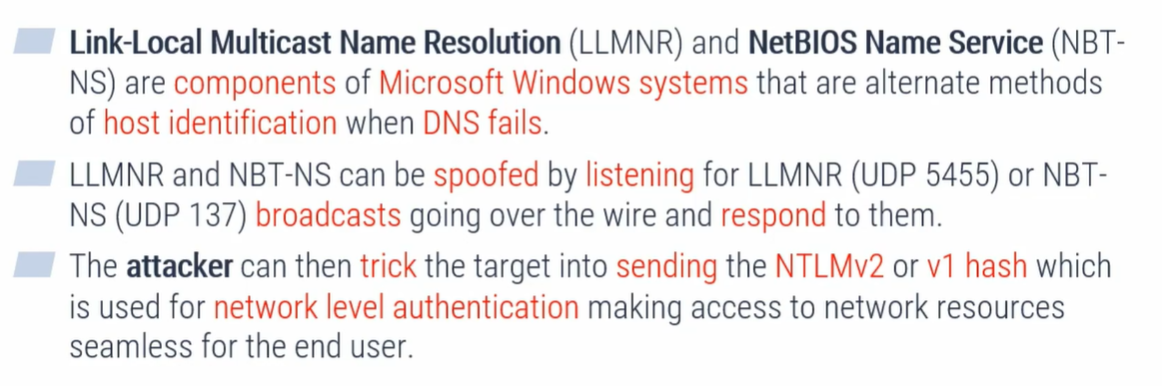 Link-Local Multicast Name Resolution (LLMNR) and NetBIOS Name Service (NBT-
NS) are components of Microsoft Windows systems that are alternate methods
of host identification when DNS fails.
LLMNR and NBT-NS can be spoofed by listening for LLMNR (UDP 5455) or NBT-
NS (UDP 137) broadcasts going over the wire and respond to them.
The attacker can then trick the target into sending the NTLMv2 or v1 hash which
is used for network level authentication making access to network resources
seamless for the end user.